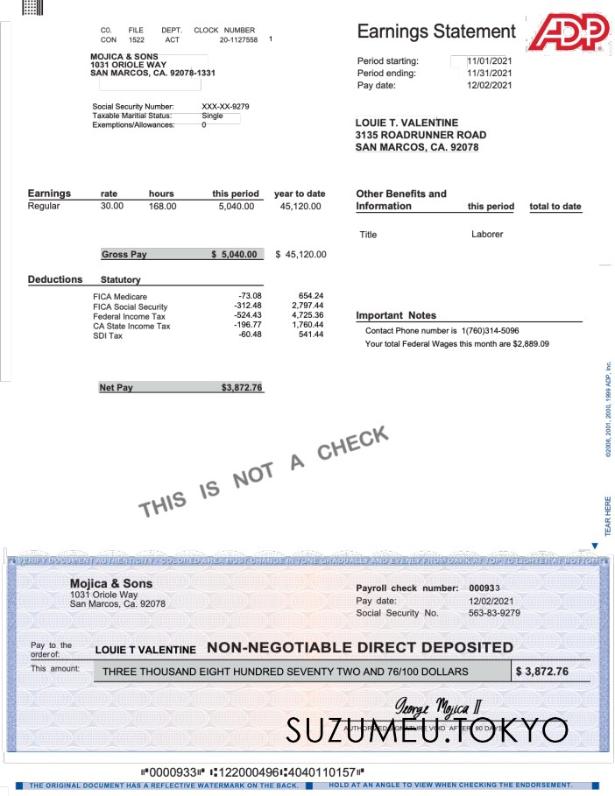 CO. FILE DEPT. CLOCK NUMBER
CON 1522 ACT 20-1127558 1
MOJICA & SONS
1031 ORIOLE WAY
SAN MARCOS, CA. 92078-1331
Earnings Statement ADP
Period starting: 11/01/2021
Period ending: 11/31/2021
Pay date: 12/02/2021
Social Security Number: XXX-XX-9279
Taxable Maritial Status: Single
Exemptions/Allowances: 0
LOUIE T. VALENTINE
3135 ROADRUNNER ROAD
SAN MARCOS, CA. 92078
Earnings rate hours this period year to date
Regular 30.00 168.00 5,040.00 45,120.00
Gross Pay $ 5,040.00 $ 45,120.00
Deductions Statutory
FICA Medicare -73.08 654.24
FICA Social Security -312.48 2,797.44
Federal Income Tax -524.43 4,725.36
CA State Income Tax -196.77 1,760.44
SDI Tax -60.48 541.44
Net Pay $3,872.76
Other Benefits and
Information this period total to date
Title Laborer
Important Notes
Contact Phone number is 1(760)314-5096
Your total Federal Wages this month are $2,889.09
THIS IS NOT A CHECK
TEAR HERE
Mojica & Sons
1031 Oriole Way
San Marcos, Ca. 92078
Payroll check number: 000933
Pay date: 12/02/2021
Social Security No. 563-83-9279
Pay to the
order of: LOUIE T VALENTINE NON-NEGOTIABLE DIRECT DEPOSITED
This amount: THREE THOUSAND EIGHT HUNDRED SEVENTY TWO AND 76/100 DOLLARS $ 3,872.76
George Mojica II
SUZUMEU.TOKYO
⑈0000933⑈ ⑆122000496⑆4040110157⑈
THE ORIGINAL DOCUMENT HAS A REFLECTIVE WATERMARK ON THE BACK. HOLD AT AN ANGLE TO VIEW WHEN CHECKING THE ENDORSEMENT.